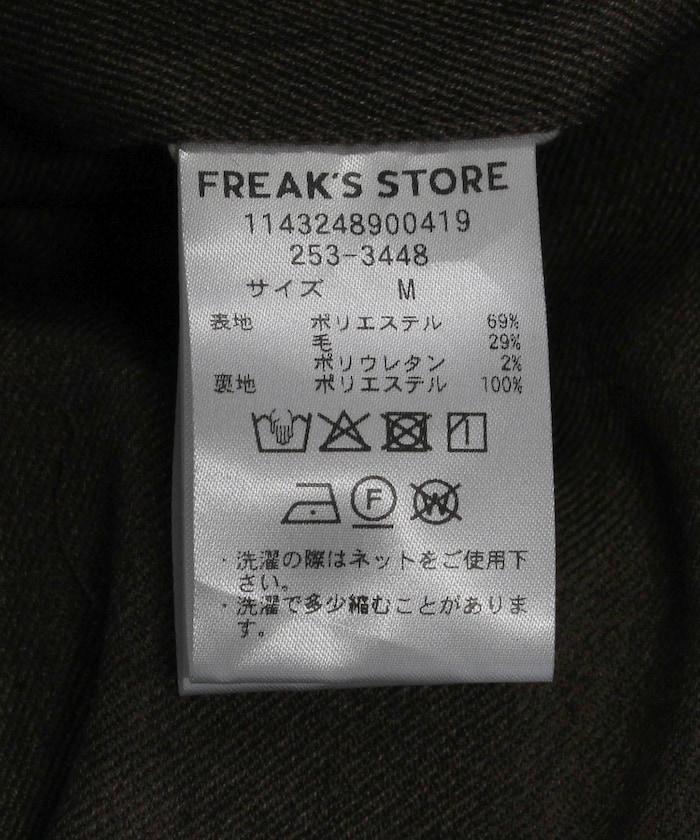 FREAK'S STORE
1143248900419
253-3448
サイズ M
表地 ポリエステル 69%
毛 29%
ポリウレタン 2%
裏地 ポリエステル 100%
F
W
・洗濯の際はネットをご使用下
さい。
・洗濯で多少縮むことがありま
す。